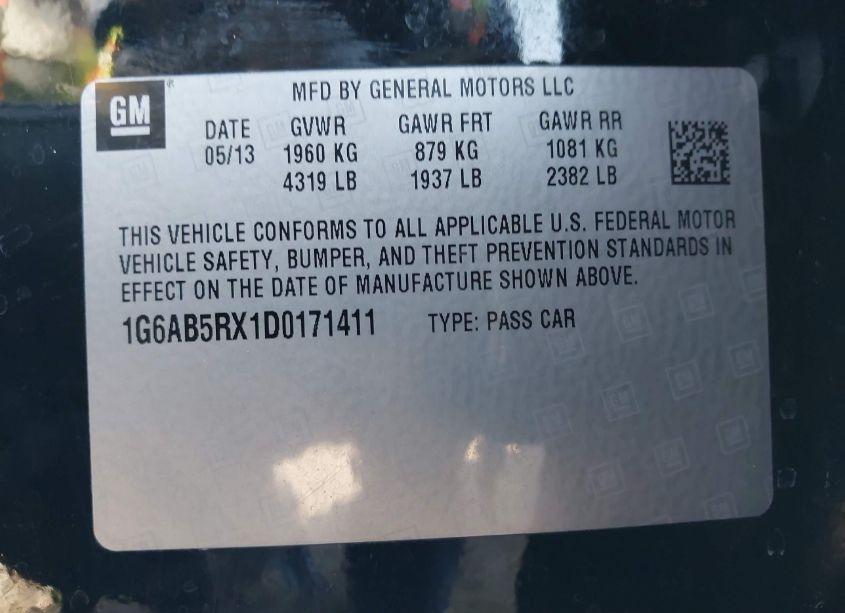 GM
MFD BY GENERAL MOTORS LLC
DATE GVWR GAWR FRT GAWR RR
05/13 1960 KG 879 KG 1081 KG
4319 LB 1937 LB 2382 LB
THIS VEHICLE CONFORMS TO ALL APPLICABLE U.S. FEDERAL MOTOR
VEHICLE SAFETY, BUMPER, AND THEFT PREVENTION STANDARDS IN
EFFECT ON THE DATE OF MANUFACTURE SHOWN ABOVE.
1G6AB5RX1D0171411 TYPE: PASS CAR